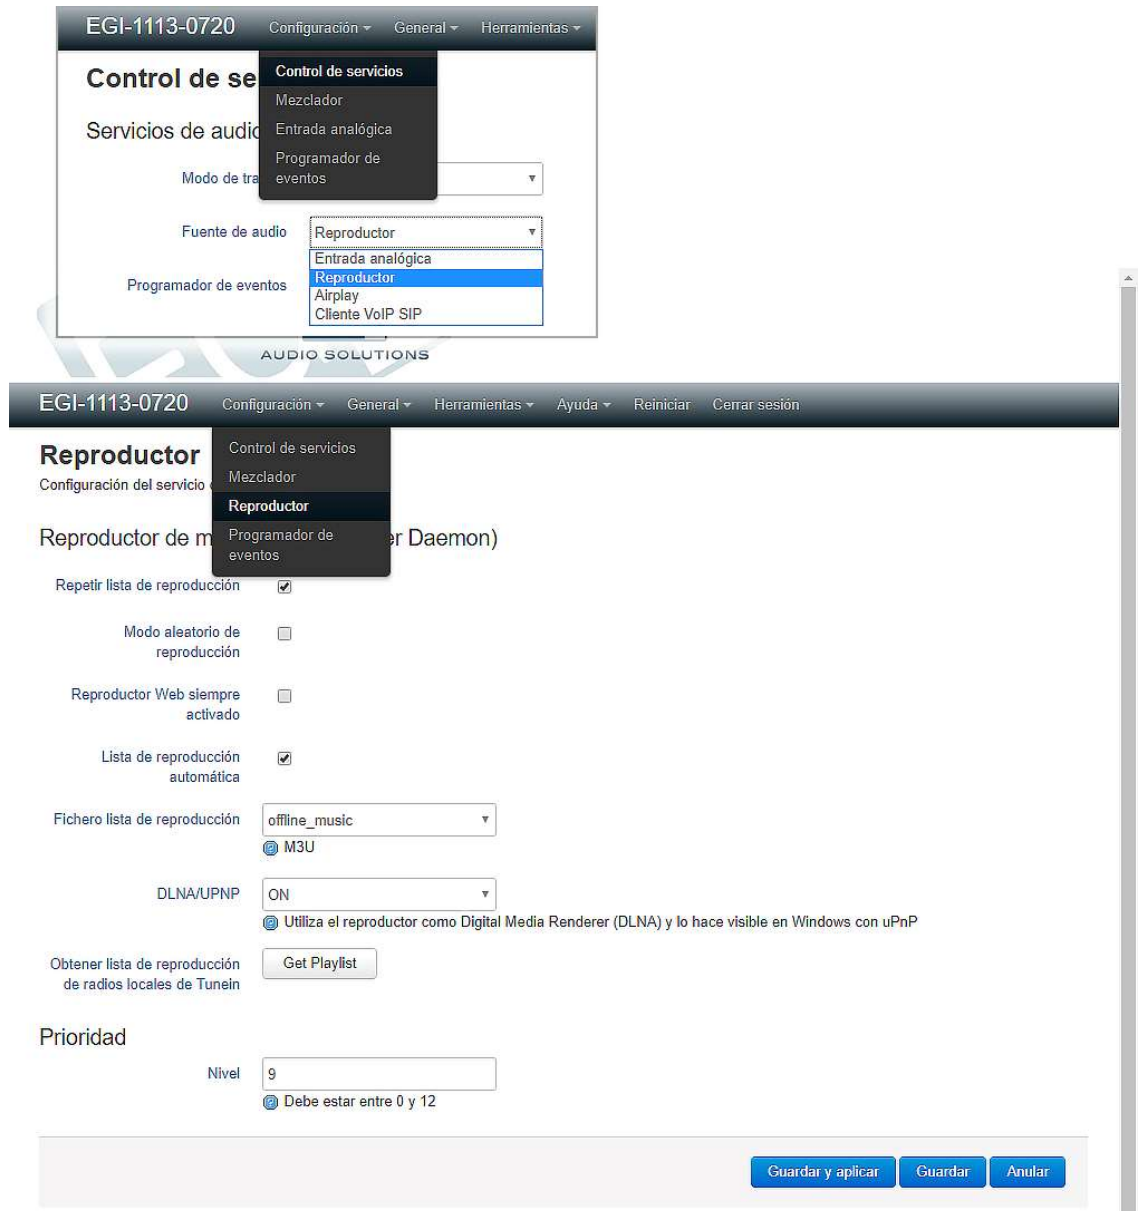 EGI-1113-0720 Configuración General Herramientas
Control de se
Control de servicios
Mezclador
Servicios de audio
Entrada analógica
Programador de
eventos
Modo de tra
Fuente de audio Reproductor
Entrada analógica
Reproductor
Programador de eventos
Airplay
Cliente VoIP SIP
AUDIO SOLUTIONS
EGI-1113-0720 Configuración General Herramientas Ayuda Reiniciar Cerrar sesión
Reproductor
Control de servicios
Mezclador
Configuración del servicio
Reproductor
Reproductor de m er Daemon)
Programador de
eventos
Repetir lista de reproducción
Modo aleatorio de
reproducción
Reproductor Web siempre
activado
Lista de reproducción
automática
Fichero lista de reproducción offline_music
M3U
DLNA/UPNP ON
Utiliza el reproductor como Digital Media Renderer (DLNA) y lo hace visible en Windows con uPnP
Obtener lista de reproducción
de radios locales de Tunein
Get Playlist
Prioridad
Nivel 9
Debe estar entre 0 y 12
Guardar y aplicar Guardar Anular